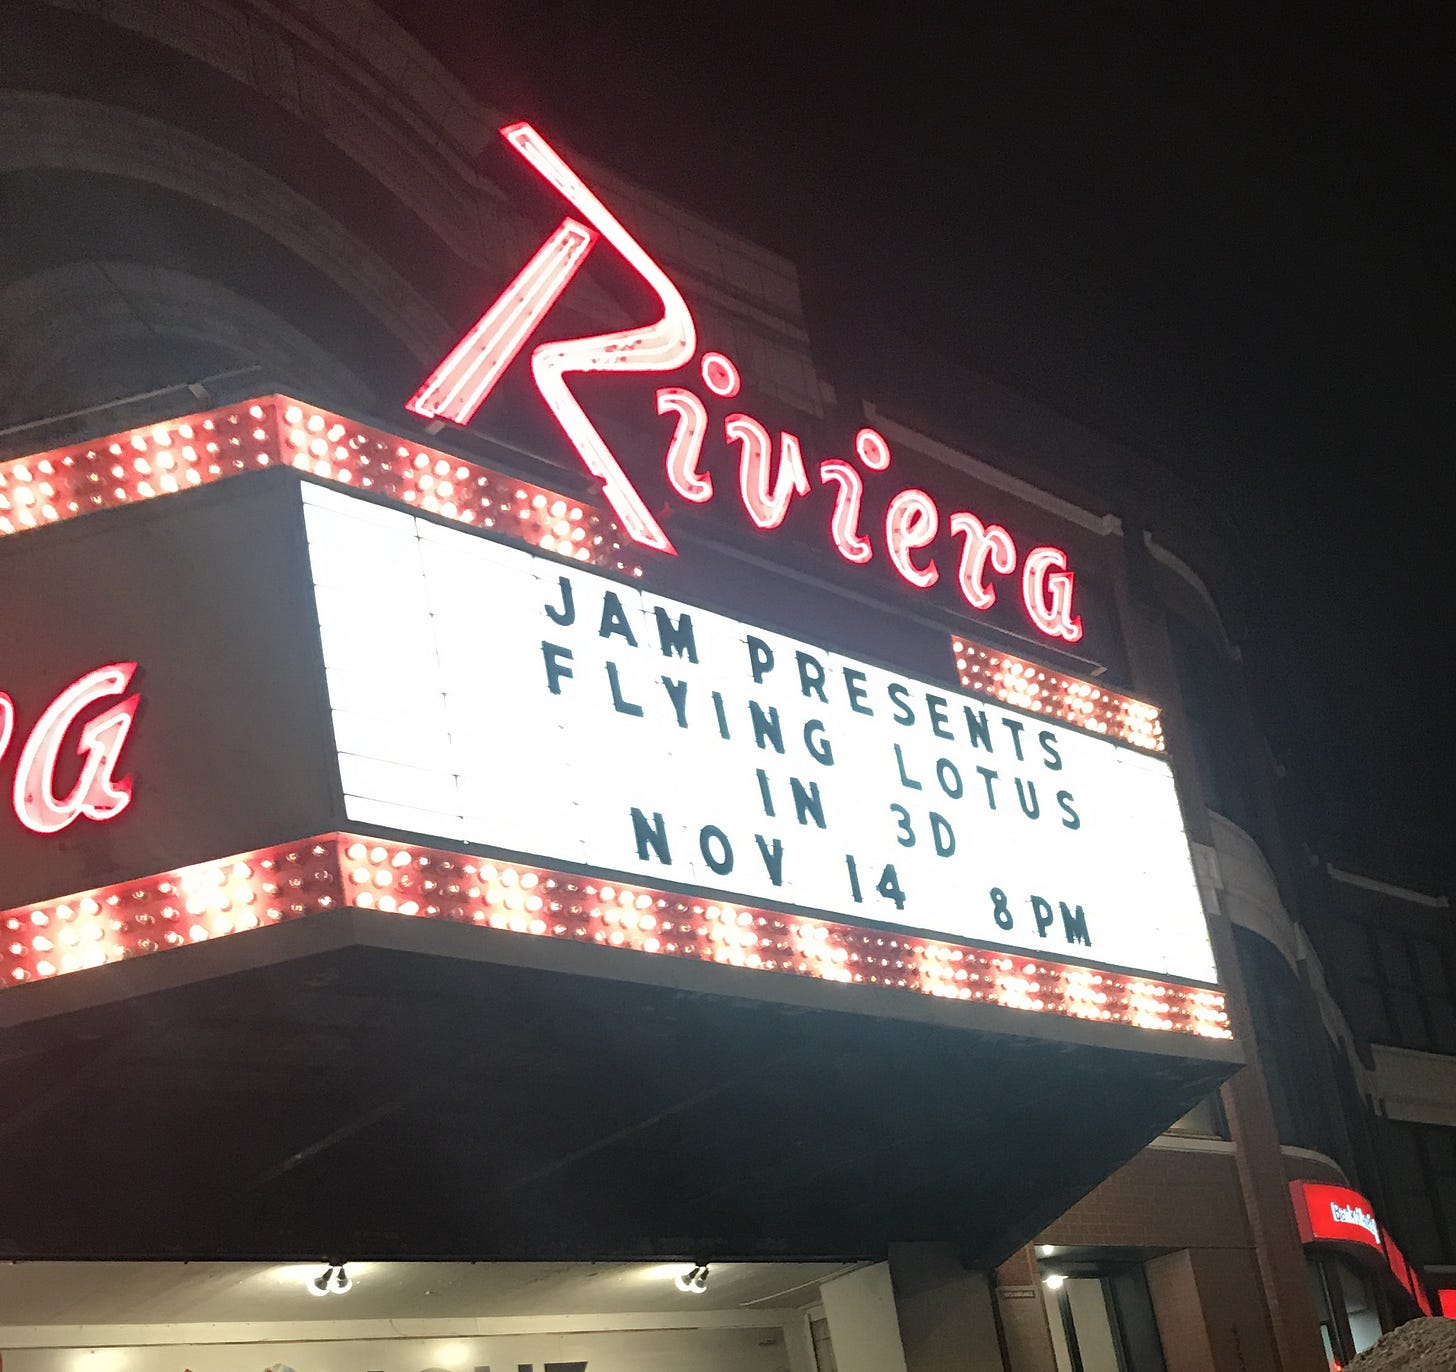 Riviera
JAM PRESENTS
FLYING LOTUS
IN 3D
NOV 14 8PM